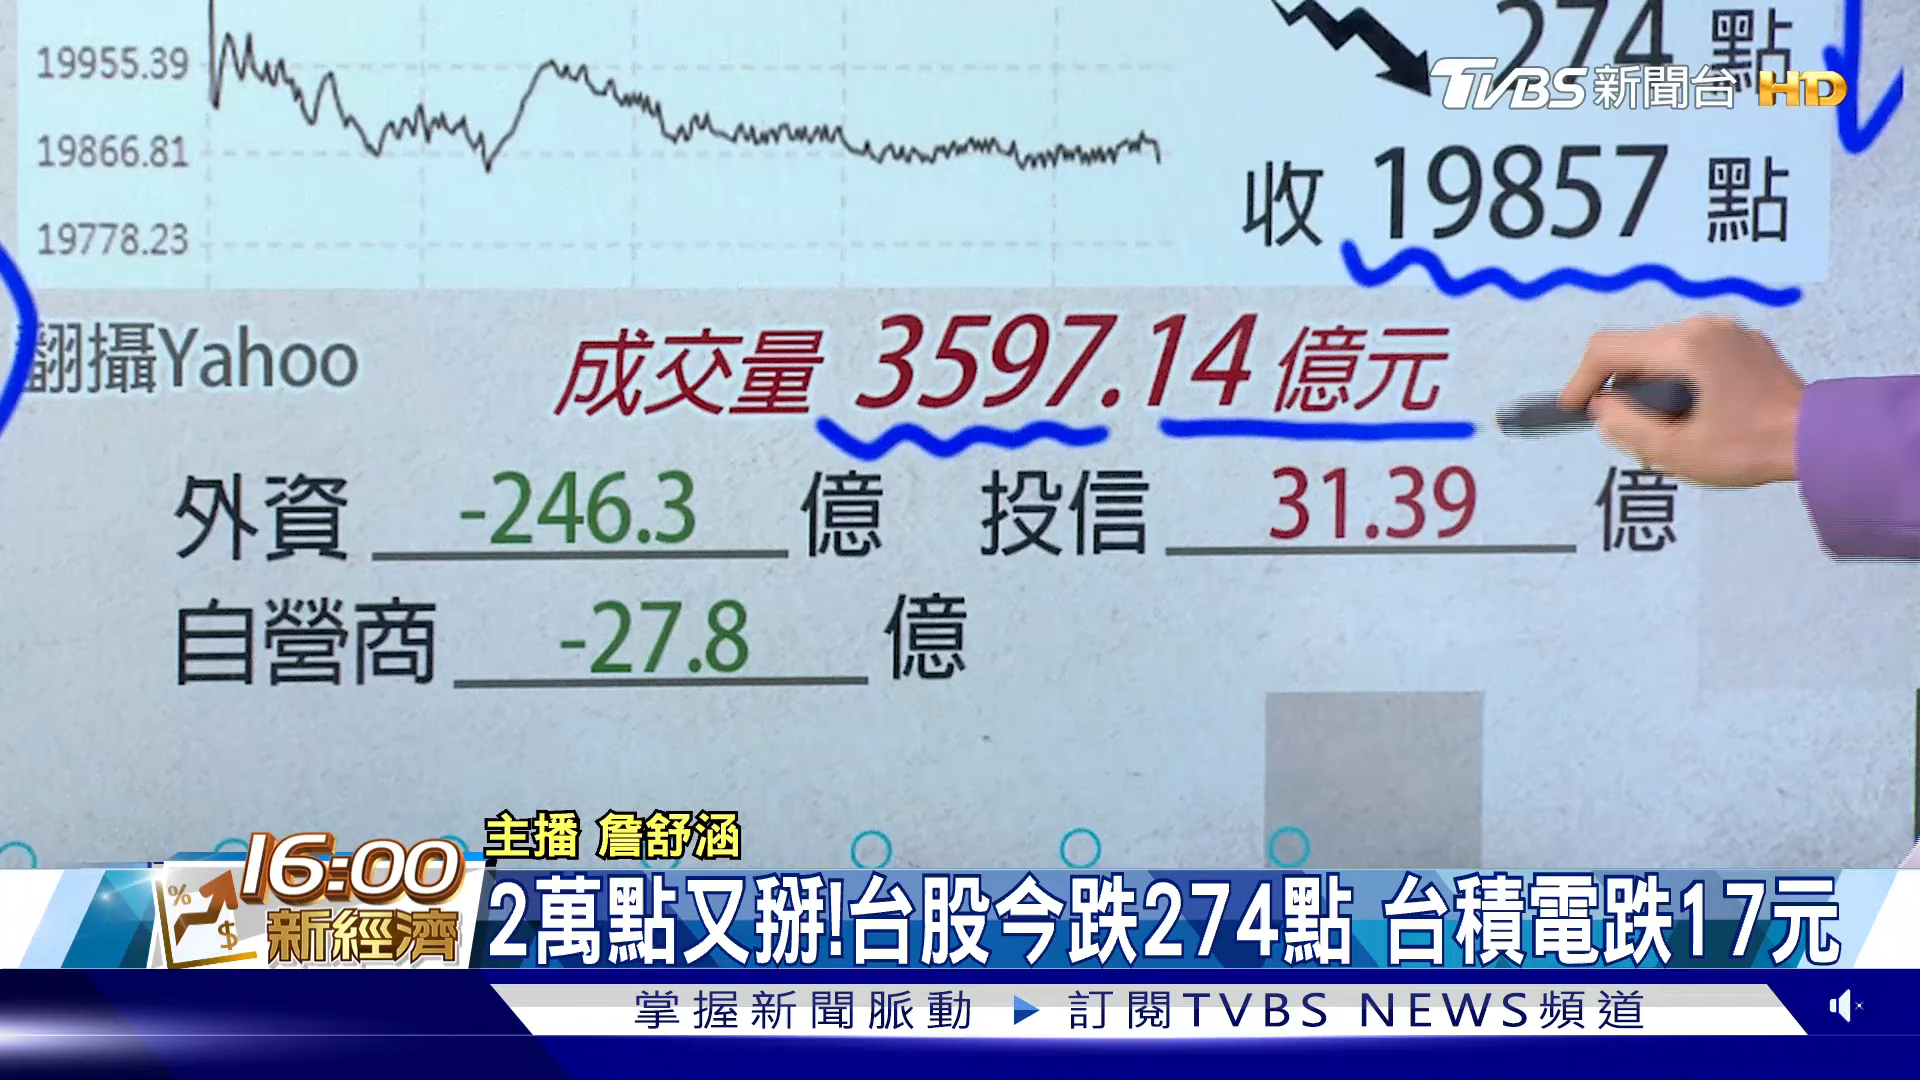 274 點
19955.39
TVBS新聞台 HD
19866.81
收 19857 點
19778.23
翻攝Yahoo
成交量 3597.14 億元
外資 -246.3 億 投信 31.39 億
自營商 -27.8 億
主播 詹舒涵
16:00
% $
新經濟
2萬點又掰!台股今跌274點 台積電跌17元
掌握新聞脈動 ▶ 訂閱TVBS NEWS頻道